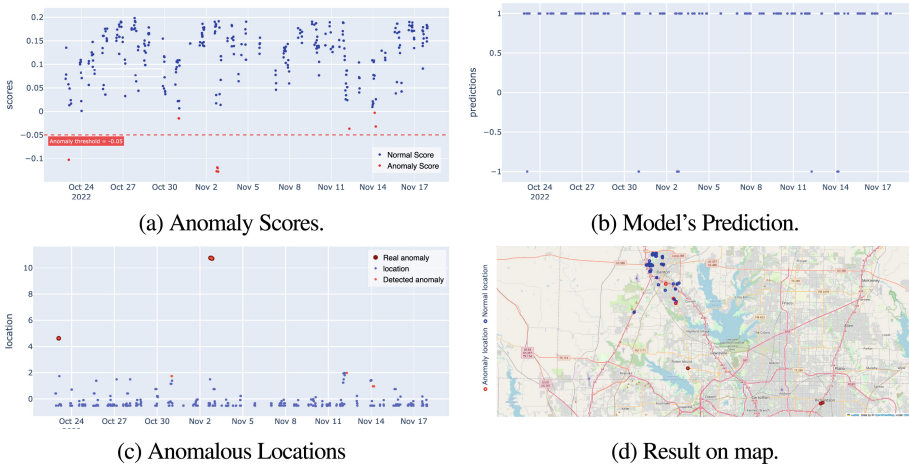 0.2
0.15
0.1
0.05
0
−0.05
−0.1
scores
Anomaly threshold = -0.05
Normal Score
Anomaly Score
Oct 24
2022
Oct 27
Oct 30
Nov 2
Nov 5
Nov 8
Nov 11
Nov 14
Nov 17
(a) Anomaly Scores.
1
0.5
0
−0.5
−1
predictions
Oct 24
2022
Oct 27
Oct 30
Nov 2
Nov 5
Nov 8
Nov 11
Nov 14
Nov 17
(b) Model's Prediction.
10
8
6
4
2
0
location
Real anomaly
location
Detected anomaly
Oct 24
Oct 27
Oct 30
Nov 2
Nov 5
Nov 8
Nov 11
Nov 14
Nov 17
(c) Anomalous Locations
Anomaly location
Normal location
Denton
Frisco
McKinney
Plano
Lewisville
(d) Result on map.